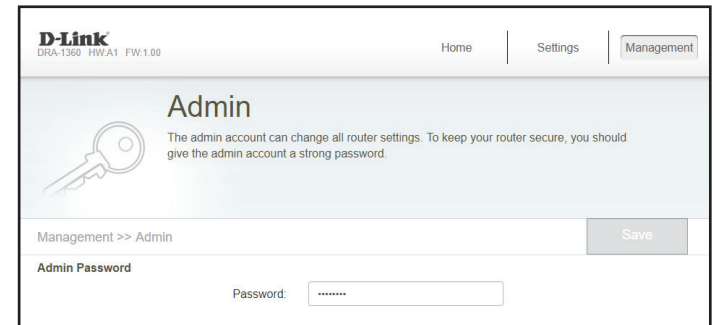 D-Link
DRA-1360 HW:A1 FW:1.00
Home Settings Management
Admin
The admin account can change all router settings. To keep your router secure, you should
give the admin account a strong password.
Management >> Admin Save
Admin Password
Password: ••••••••